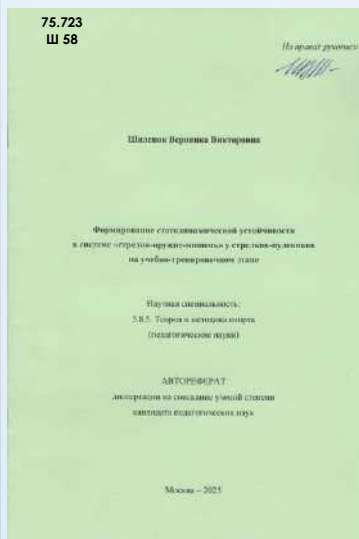 75.723
Ш 58
На правах рукописи
Шиленок Вероника Викторовна
Формирование статодинамической устойчивости
в системе «стрелок-оружие-мишень» у стрелков-пулевиков
на учебно-тренировочном этапе
Научная специальность:
5.8.5. Теория и методика спорта
(педагогические науки)
АВТОРЕФЕРАТ
диссертации на соискание ученой степени
кандидата педагогических наук
Москва – 2025